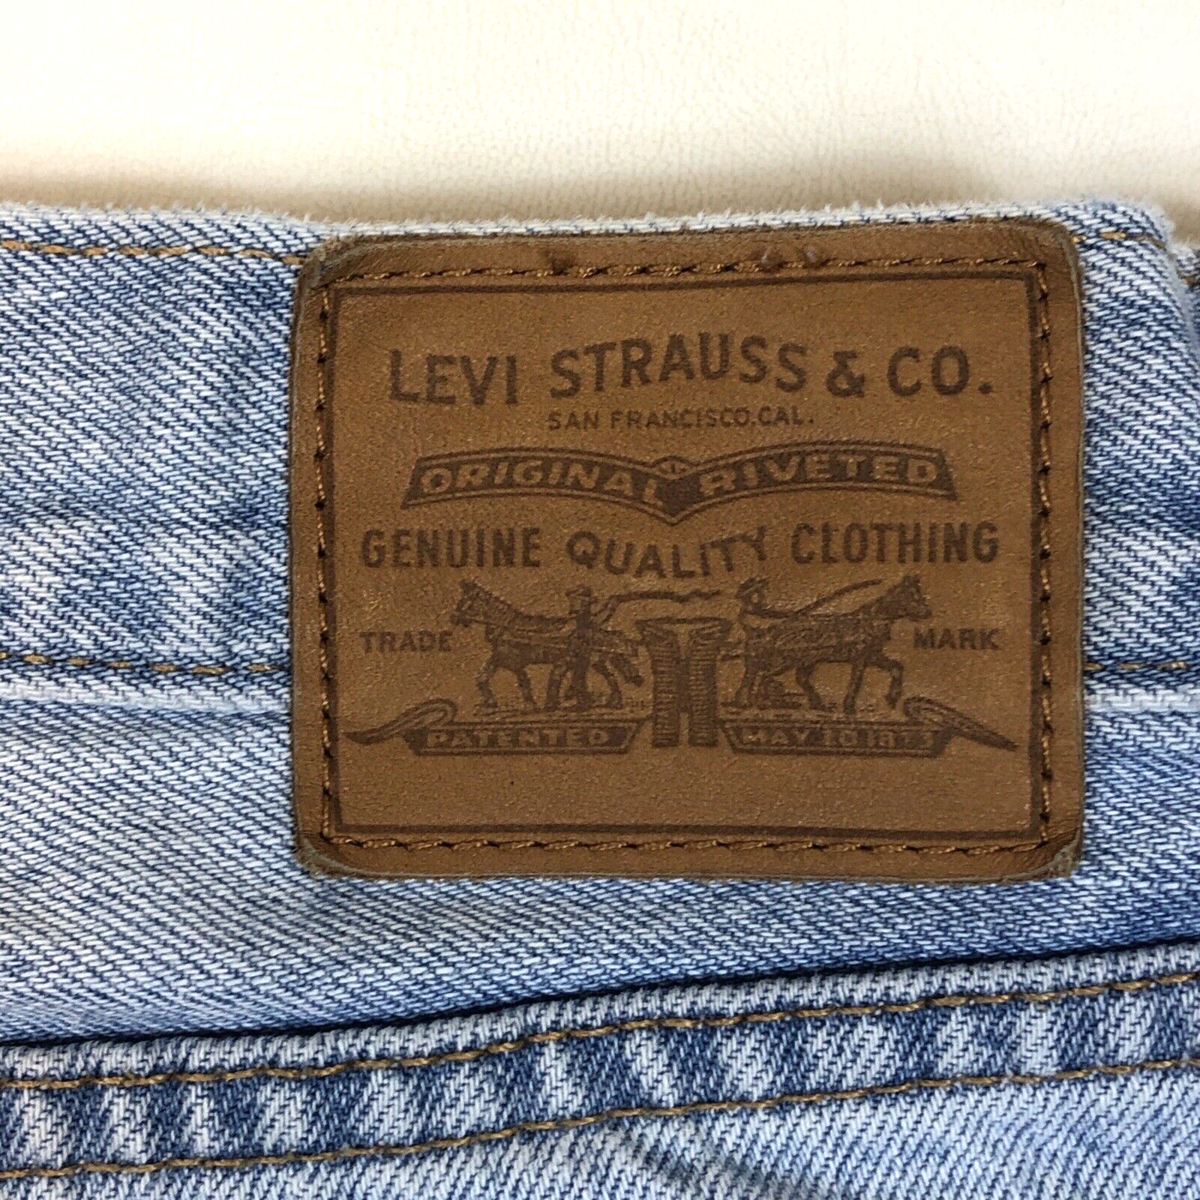 LEVI STRAUSS & CO.
SAN FRANCISCO.CAL.
ORIGINAL RIVETED
GENUINE QUALITY CLOTHING
TRADE MARK
PATENTED MAY 20 1873